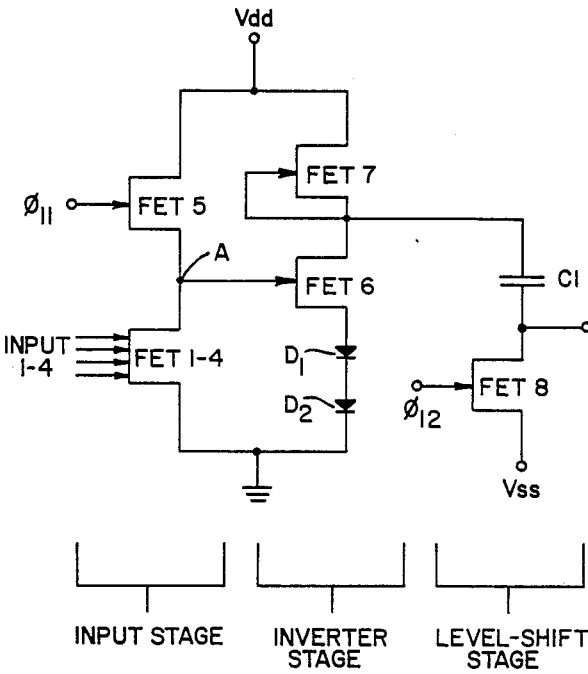 Vdd
FET 7
Ø11
FET 5
A
FET 6
C1
INPUT
1-4
FET 1-4
D1
FET 8
D2
Ø12
Vss
INPUT STAGE
INVERTER
STAGE
LEVEL-SHIFT
STAGE